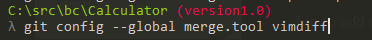 C:\src\bc\Calculator (version1.0)
λ git config --global merge.tool vimdiff